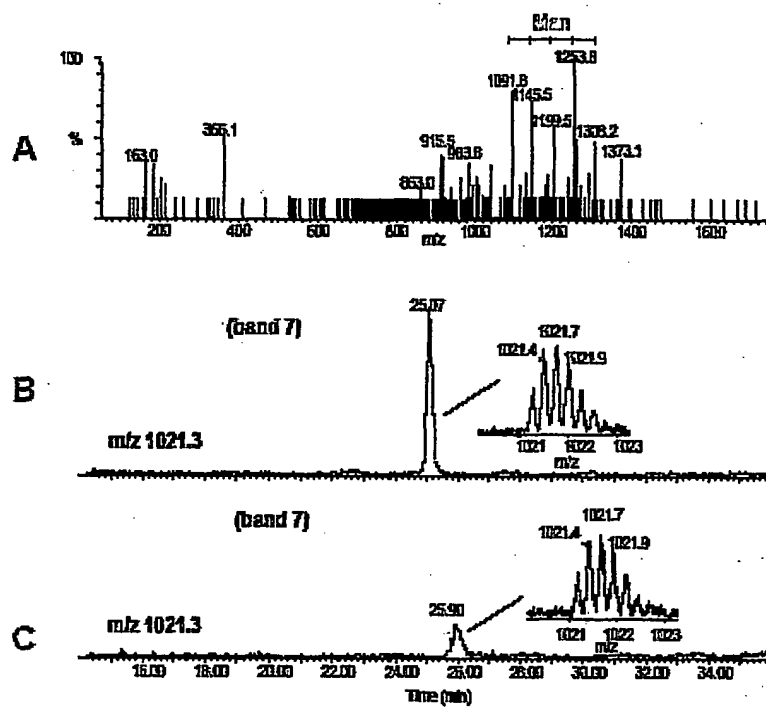 Man
A
100
%
163.0
366.1
863.0
915.5
963.8
1091.8
1145.5
1199.5
1253.8
1308.2
1373.1
200 400 600 800 1000 1200 1400 1600
m/z
B
(band 7)
m/z 1021.3
25.07
1021.4
1021.7
1021.9
1021 1022 1023
m/z
C
(band 7)
m/z 1021.3
25.90
1021.4
1021.7
1021.9
1021 1022 1023
m/z
16.00 18.00 20.00 22.00 24.00 26.00 28.00 30.00 32.00 34.00
Time (min)